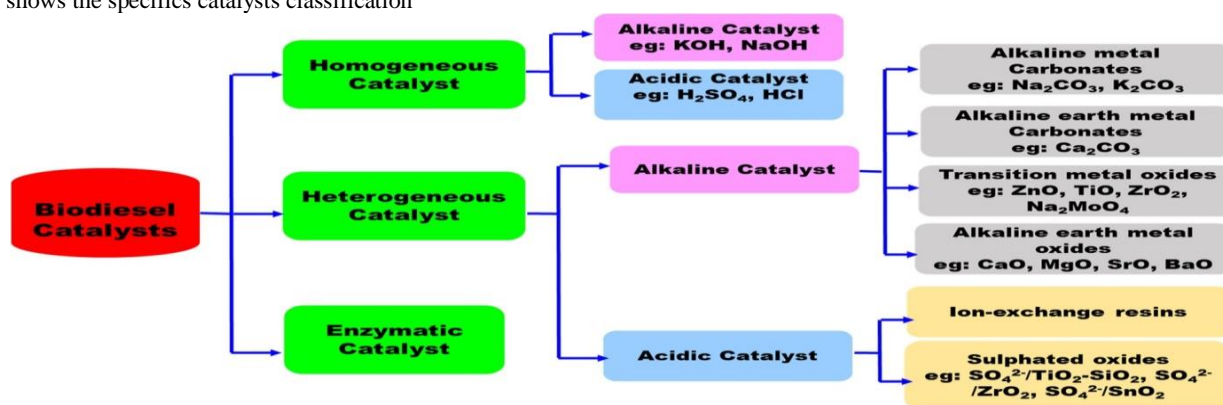 shows the specifics catalysts classification
Biodiesel
Catalysts
Homogeneous
Catalyst
Alkaline Catalyst
eg: KOH, NaOH
Acidic Catalyst
eg: H₂SO₄, HCl
Heterogeneous
Catalyst
Alkaline Catalyst
Alkaline metal
Carbonates
eg: Na₂CO₃, K₂CO₃
Alkaline earth metal
Carbonates
eg: Ca₂CO₃
Transition metal oxides
eg: ZnO, TiO, ZrO₂,
Na₂MoO₄
Alkaline earth metal
oxides
eg: CaO, MgO, SrO, BaO
Acidic Catalyst
Ion-exchange resins
Sulphated oxides
eg: SO₄²⁻/TiO₂-SiO₂, SO₄²⁻
/ZrO₂, SO₄²⁻/SnO₂
Enzymatic
Catalyst